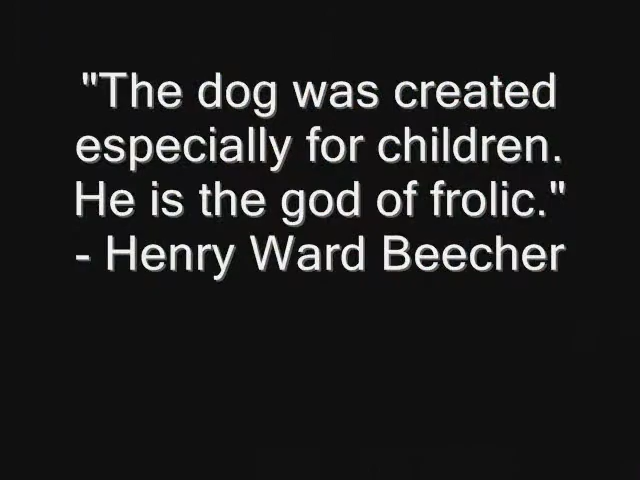 "The dog was created
especially for children.
He is the god of frolic."
- Henry Ward Beecher